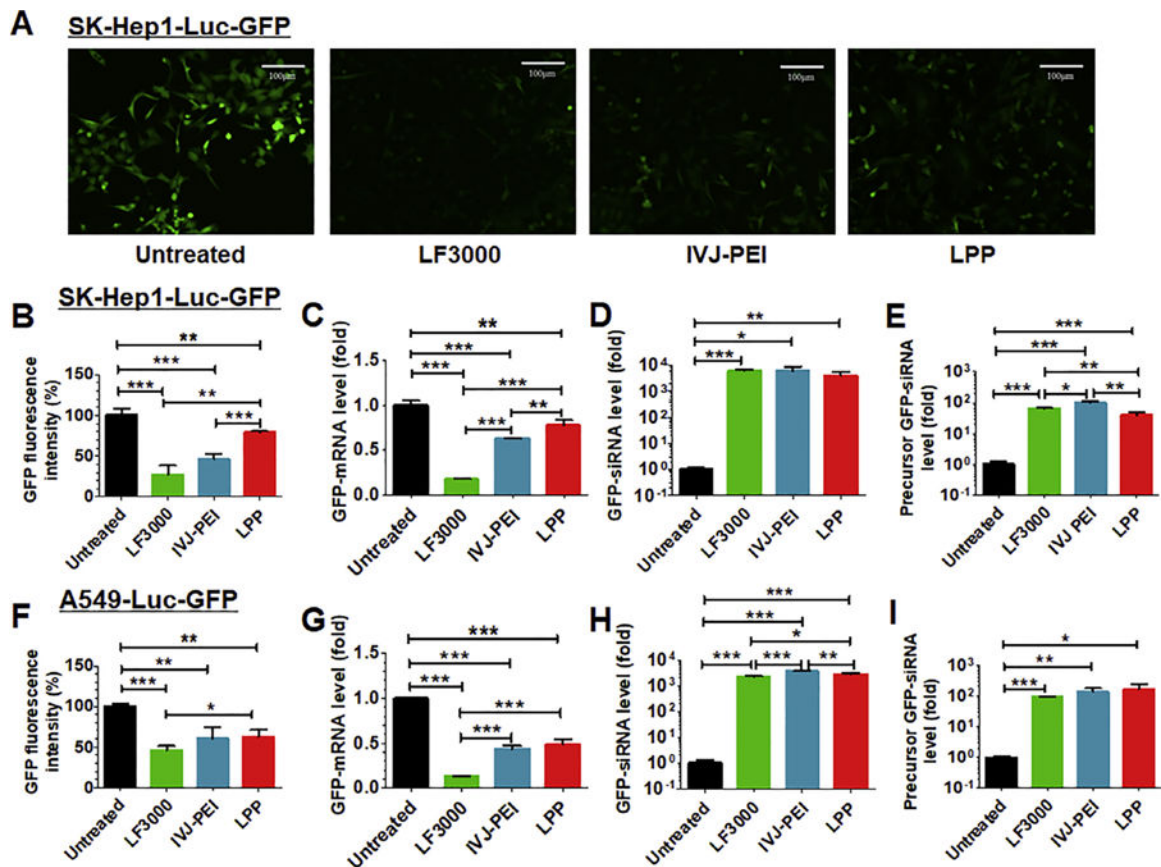 A SK-Hep1-Luc-GFP
100μm 100μm 100μm 100μm
Untreated LF3000 IVJ-PEI LPP
SK-Hep1-Luc-GFP
B
GFP fluorescence
intensity (%)
150
100
50
0
**
***
*** **
***
Untreated LF3000 IVJ-PEI LPP
C
GFP-mRNA level (fold)
1.5
1.0
0.5
0.0
**
***
*** ***
**
***
Untreated LF3000 IVJ-PEI LPP
D
GFP-siRNA level (fold)
10⁴
10³
10²
10¹
10⁰
10⁻¹
**
*
***
Untreated LF3000 IVJ-PEI LPP
E
Precursor GFP-siRNA
level (fold)
10³
10²
10¹
10⁰
10⁻¹
***
***
**
*** * **
Untreated LF3000 IVJ PEI LPP
A549-Luc-GFP
F
GFP fluorescence
intensity (%)
150
100
50
0
**
**
***
*
Untreated LF3000 IVJ-PEI LPP
G
GFP-mRNA level (fold)
1.5
1.0
0.5
0.0
***
***
***
***
***
Untreated LF3000 IVJ-PEI LPP
H
GFP-siRNA level (fold)
10⁴
10³
10²
10¹
10⁰
10⁻¹
***
***
*
*** *** **
Untreated LF3000 IVJ-PEI LPP
I
Precursor GFP-siRNA
level (fold)
10³
10²
10¹
10⁰
10⁻¹
*
**
***
Untreated LF3000 IVJ-PEI LPP